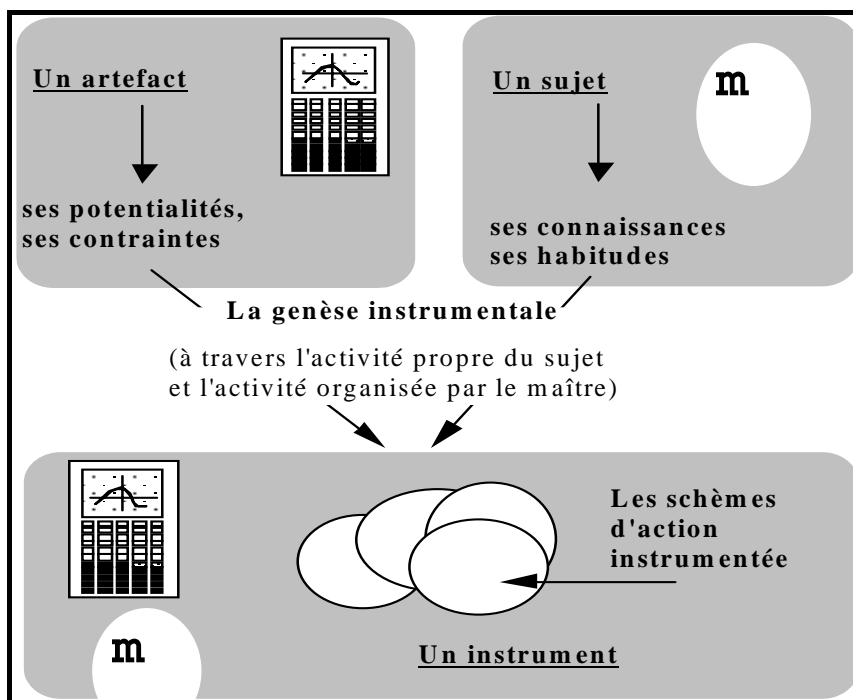 Un artefact
ses potentialités,
ses contraintes
Un sujet
m
ses connaissances
ses habitudes
La genèse instrumentale
(à travers l'activité propre du sujet
et l'activité organisée par le maître)
Les schèmes
d'action
instrumentée
m
Un instrument